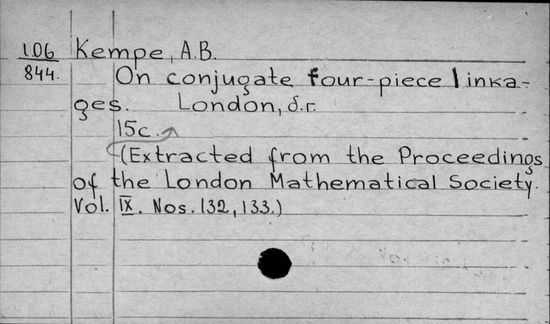 106 Kempe, A.B.
844. On conjugate four-piece linka-
ges. London, б.г.
15с.
(Extracted from the Proceedings
of the London Mathematical Society.
Vol. IX. Nos. 132, 133.)